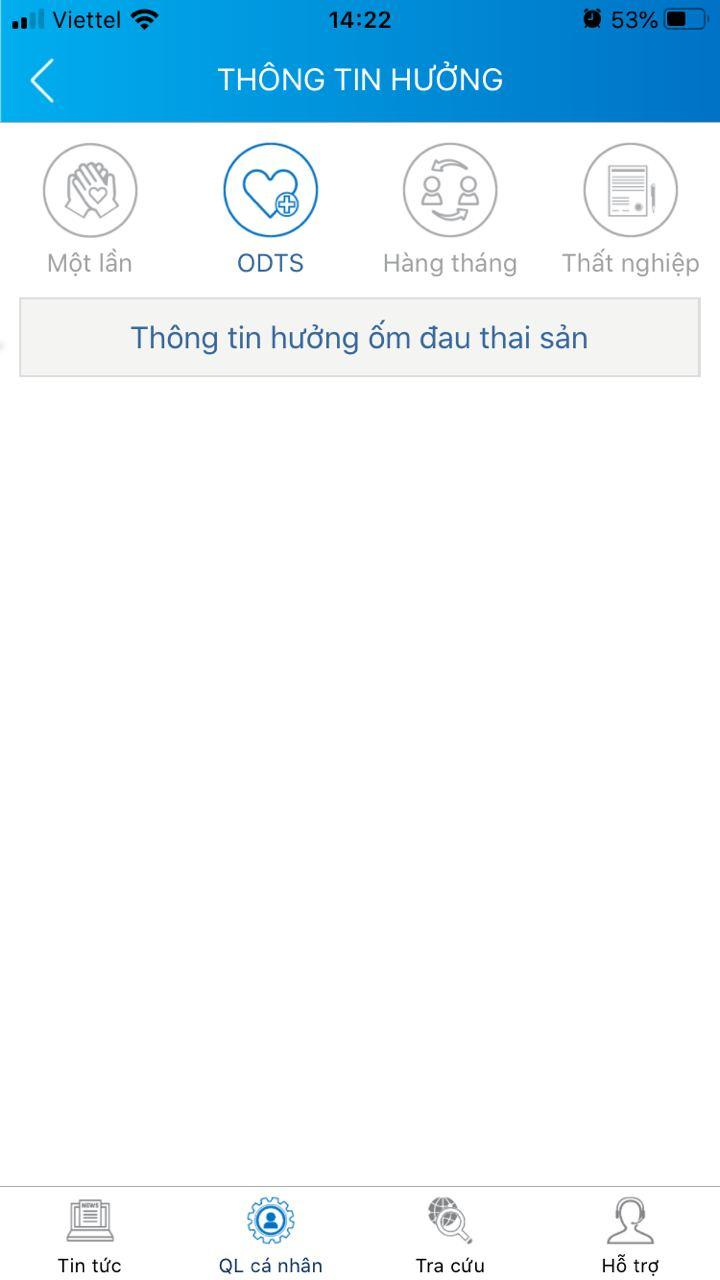 Viettel 14:22 53%
THÔNG TIN HƯỞNG
Một lần ODTS Hàng tháng Thất nghiệp
Thông tin hưởng ốm đau thai sản
NEWS
Tin tức QL cá nhân Tra cứu Hỗ trợ